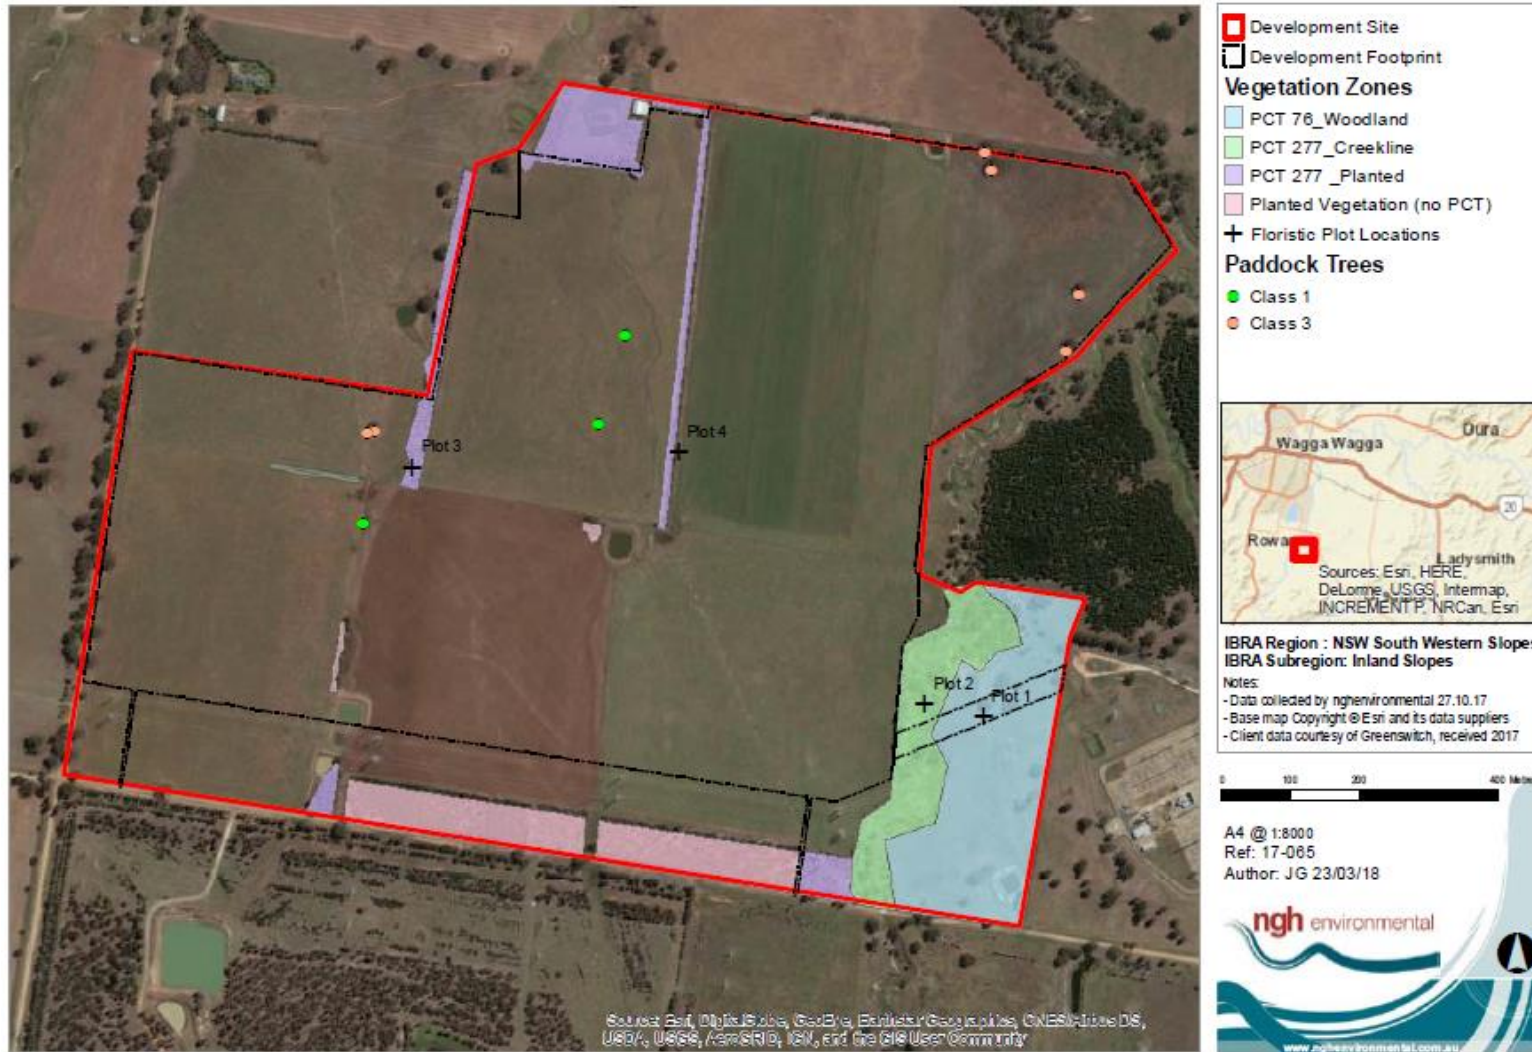 Development Site
Development Footprint
Vegetation Zones
PCT 76_Woodland
PCT 277_Creekline
PCT 277 _Planted
Planted Vegetation (no PCT)
Floristic Plot Locations
Paddock Trees
Class 1
Class 3
Plot 3
Plot 4
Plot 2
Plot 1
Wagga Wagga
Oura
20
Rowa
Ladysmith
Sources: Esri, HERE,
DeLorme, USGS, Intermap,
INCREMENT P, NRCan, Esri
IBRA Region : NSW South Western Slopes
IBRA Subregion: Inland Slopes
Notes:
- Data collected by nghenvironmental 27.10.17
- Base map Copyright © Esri and its data suppliers
- Client data courtesy of Greenswitch, received 2017
0 100 200 400
A4 @ 1:8000
Ref: 17-065
Author: JG 23/03/18
ngh environmental
www.nghenvironmental.com.au
Source: Esri, DigitalGlobe, GeoEye, Earthstar Geographics, CNES/Airbus DS,
USDA, USGS, AeroGRID, IGN, and the GIS User Community